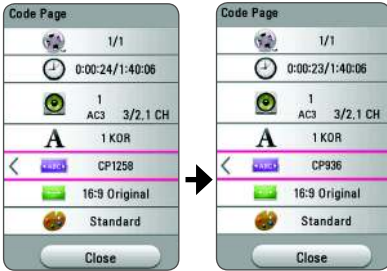 Code Page
1/1
0:00:24/1:40:06
1
AC3 3/2.1 CH
A
1 KOR
ABC
CP1258
16:9 Original
Standard
Close
Code Page
1/1
0:00:23/1:40:06
1
AC3 3/2.1 CH
A
1 KOR
ABC
CP936
16:9 Original
Standard
Close